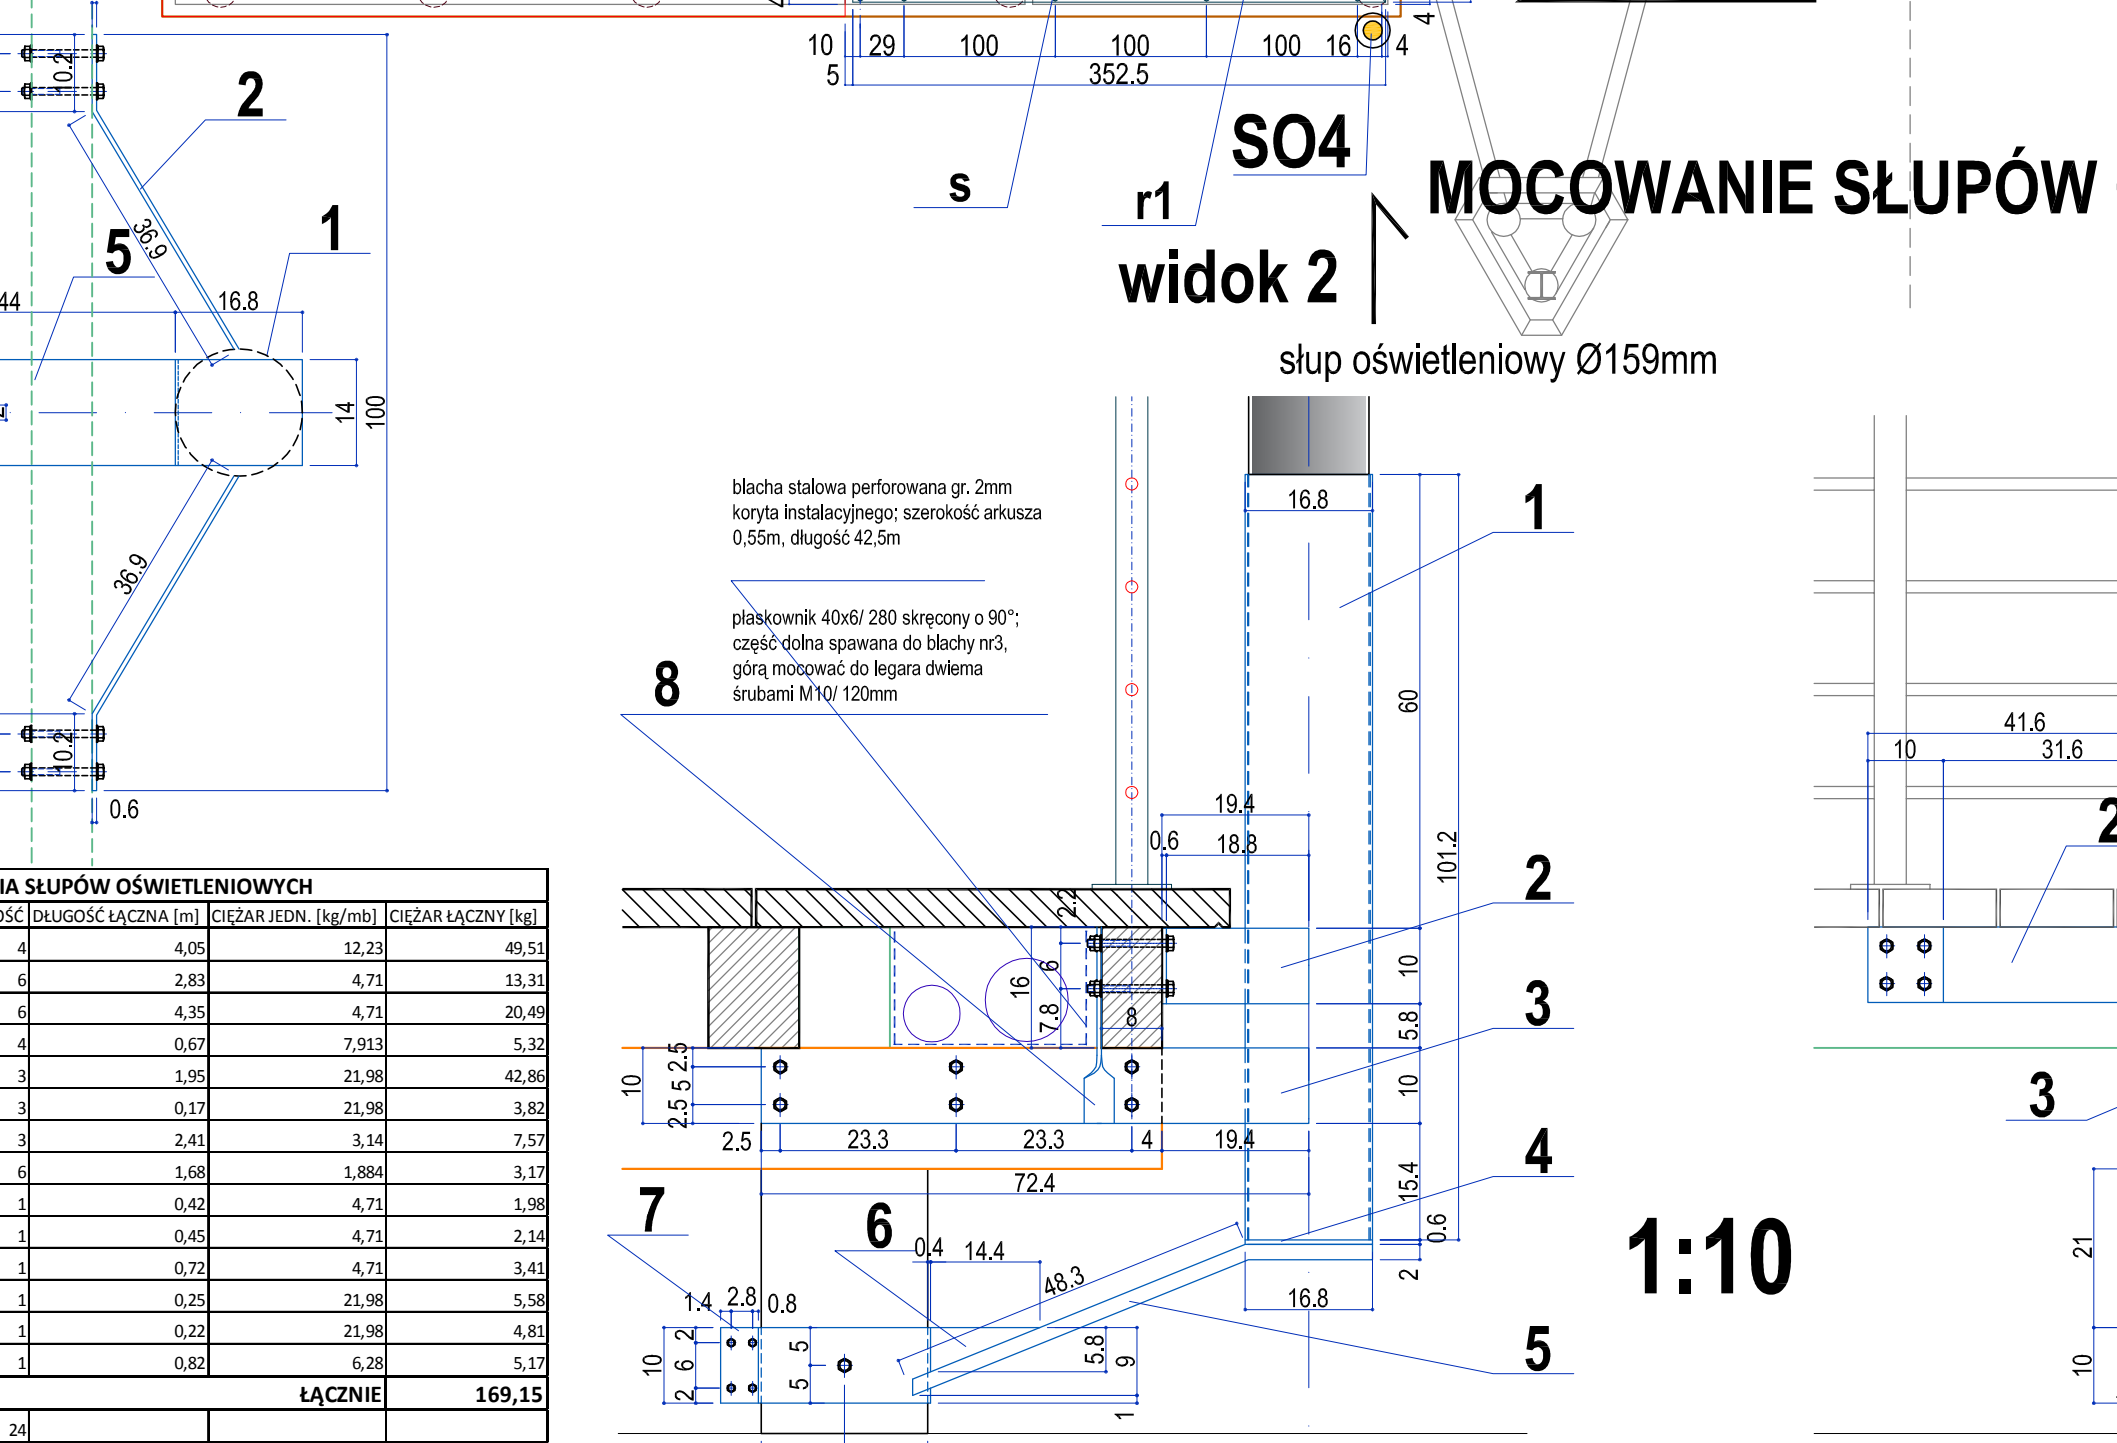 10
29
100
100
100
16
4
4
5
352.5
10.2
2
SO4
s
r1
MOCOWANIE SŁUPÓW
widok 2
słup oświetleniowy Ø159mm
1
5
36.9
44
16.8
14
100
36.9
10.2
0.6
blacha stalowa perforowana gr. 2mm
koryta instalacyjnego; szerokość arkusza
0,55m, długość 42,5m
płaskownik 40x6/ 280 skręcony o 90°;
część dolna spawana do blachy nr3,
górą mocować do legara dwiema
śrubami M10/ 120mm
8
16.8
1
60
101.2
19.4
0.6
18.8
2.2
2
16
6
7.8
8
10
3
5.8
10
10
2.5
5
2.5
2.5
23.3
23.3
4
19.4
72.4
4
15.4
0.6
2
7
6
0.4
14.4
48.3
16.8
5
1.4
2.8
0.8
10
2
6
2
5
5
5.8
9
1
1:10
41.6
10
31.6
2
3
21
10
IA SŁUPÓW OŚWIETLENIOWYCH
OŚĆ DŁUGOŚĆ ŁĄCZNA [m] CIĘŻAR JEDN. [kg/mb] CIĘŻAR ŁĄCZNY [kg]
4 4,05 12,23 49,51
6 2,83 4,71 13,31
6 4,35 4,71 20,49
4 0,67 7,913 5,32
3 1,95 21,98 42,86
3 0,17 21,98 3,82
3 2,41 3,14 7,57
6 1,68 1,884 3,17
1 0,42 4,71 1,98
1 0,45 4,71 2,14
1 0,72 4,71 3,41
1 0,25 21,98 5,58
1 0,22 21,98 4,81
1 0,82 6,28 5,17
ŁĄCZNIE 169,15
24